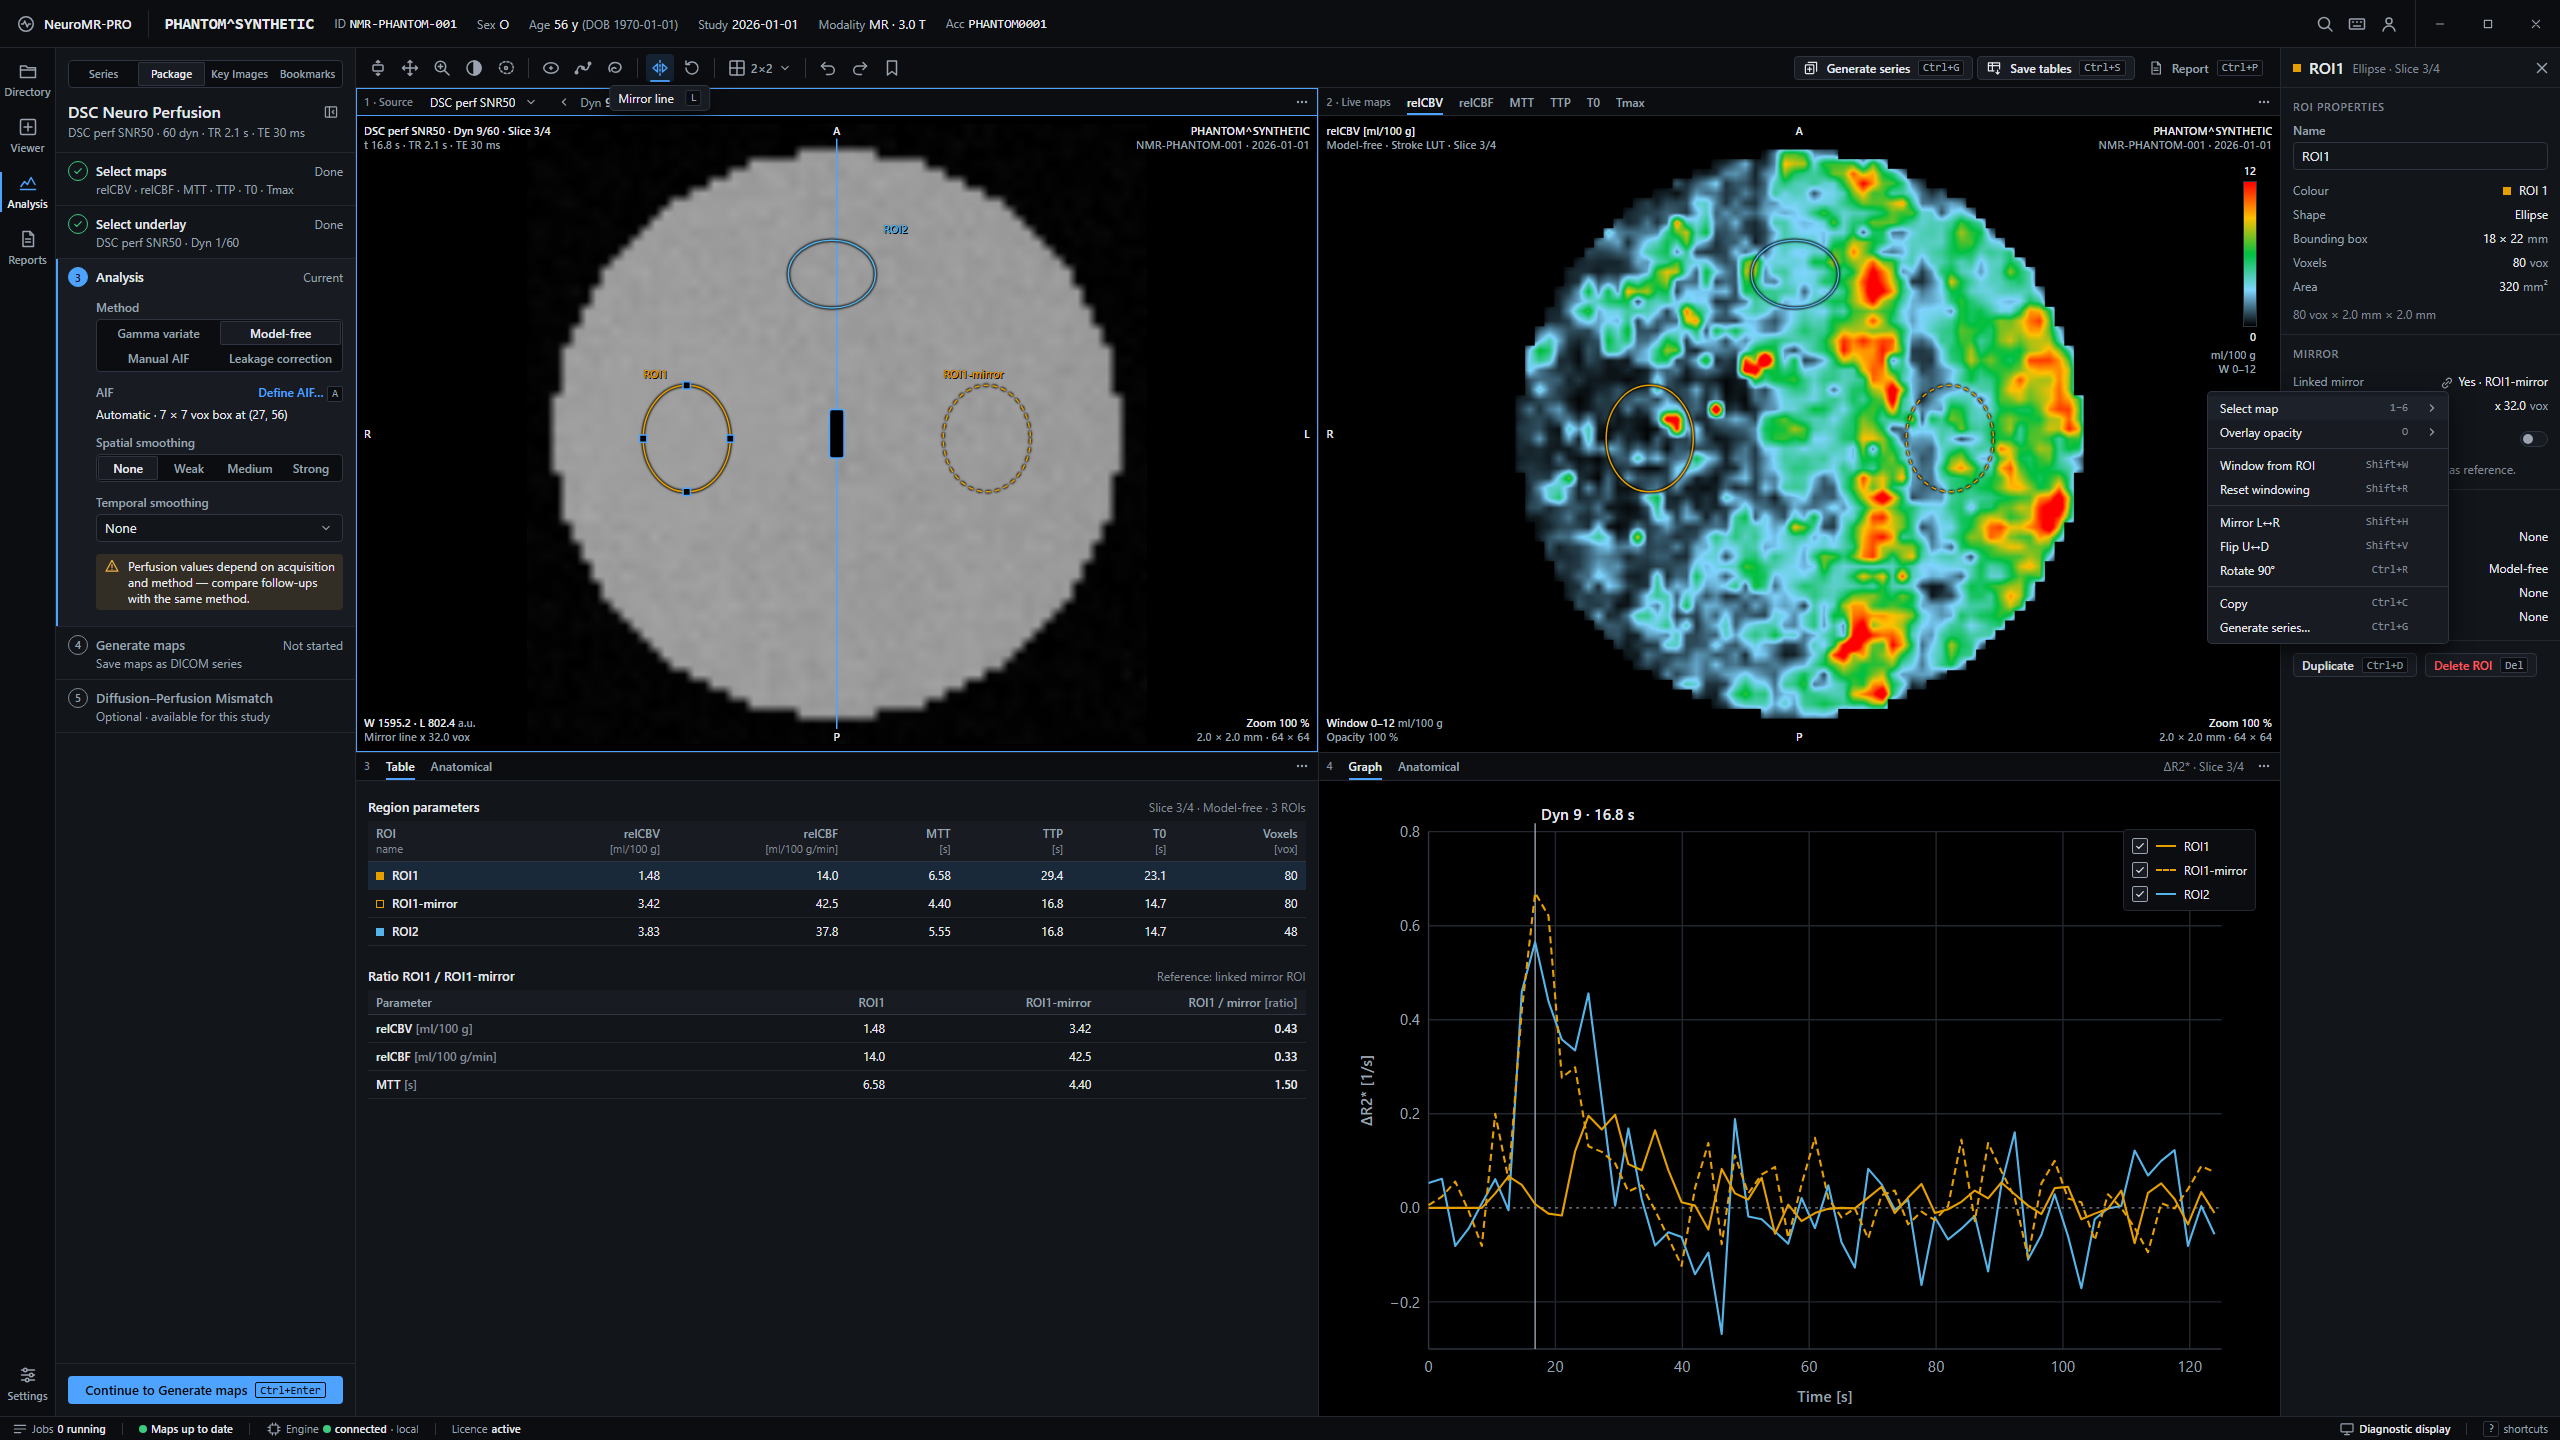 NeuroMR-PRO PHANTOM^SYNTHETIC ID NMR-PHANTOM-001 Sex O Age 56 y (DOB 1970-01-01) Study 2026-01-01 Modality MR · 3.0 T Acc PHANTOM0001
Directory
Viewer
Analysis
Reports
Settings
Series Package Key Images Bookmarks
DSC Neuro Perfusion
DSC perf SNR50 · 60 dyn · TR 2.1 s · TE 30 ms
Select maps Done
relCBV · relCBF · MTT · TTP · T0 · Tmax
Select underlay Done
DSC perf SNR50 · Dyn 1/60
3 Analysis Current
Method
Gamma variate Model-free
Manual AIF Leakage correction
AIF Define AIF... A
Automatic · 7 × 7 vox box at (27, 56)
Spatial smoothing
None Weak Medium Strong
Temporal smoothing
None
Perfusion values depend on acquisition
and method — compare follow-ups
with the same method.
4 Generate maps Not started
Save maps as DICOM series
5 Diffusion–Perfusion Mismatch
Optional · available for this study
Continue to Generate maps Ctrl+Enter
2×2
Generate series Ctrl+G Save tables Ctrl+S Report Ctrl+P
Mirror line L
1 · Source DSC perf SNR50 Dyn 9
DSC perf SNR50 · Dyn 9/60 · Slice 3/4
t 16.8 s · TR 2.1 s · TE 30 ms
A
PHANTOM^SYNTHETIC
NMR-PHANTOM-001 · 2026-01-01
ROI2
ROI1
ROI1-mirror
R
L
W 1595.2 · L 802.4 a.u.
Mirror line x 32.0 vox
P
Zoom 100 %
2.0 × 2.0 mm · 64 × 64
2 · Live maps relCBV relCBF MTT TTP T0 Tmax
relCBV [ml/100 g]
Model-free · Stroke LUT · Slice 3/4
A
PHANTOM^SYNTHETIC
NMR-PHANTOM-001 · 2026-01-01
12
0
ml/100 g
W 0–12
R
Window 0–12 ml/100 g
Opacity 100 %
P
Zoom 100 %
2.0 × 2.0 mm · 64 × 64
Select map 1–6
Overlay opacity O
Window from ROI Shift+W
Reset windowing Shift+R
Mirror L↔R Shift+H
Flip U↔D Shift+V
Rotate 90° Ctrl+R
Copy Ctrl+C
Generate series... Ctrl+G
ROI1 Ellipse · Slice 3/4
ROI PROPERTIES
Name
ROI1
Colour ROI 1
Shape Ellipse
Bounding box 18 × 22 mm
Voxels 80 vox
Area 320 mm²
80 vox × 2.0 mm × 2.0 mm
MIRROR
Linked mirror Yes · ROI1-mirror
x 32.0 vox
as reference.
None
Model-free
None
None
Duplicate Ctrl+D Delete ROI Del
3 Table Anatomical
Region parameters Slice 3/4 · Model-free · 3 ROIs
ROI relCBV relCBF MTT TTP T0 Voxels
name [ml/100 g] [ml/100 g/min] [s] [s] [s] [vox]
ROI1 1.48 14.0 6.58 29.4 23.1 80
ROI1-mirror 3.42 42.5 4.40 16.8 14.7 80
ROI2 3.83 37.8 5.55 16.8 14.7 48
Ratio ROI1 / ROI1-mirror Reference: linked mirror ROI
Parameter ROI1 ROI1-mirror ROI1 / mirror [ratio]
relCBV [ml/100 g] 1.48 3.42 0.43
relCBF [ml/100 g/min] 14.0 42.5 0.33
MTT [s] 6.58 4.40 1.50
4 Graph Anatomical ΔR2* · Slice 3/4
Dyn 9 · 16.8 s
ROI1
ROI1-mirror
ROI2
0.8
0.6
0.4
0.2
0.0
−0.2
ΔR2* [1/s]
0 20 40 60 80 100 120
Time [s]
Jobs 0 running Maps up to date Engine connected · local Licence active Diagnostic display ? shortcuts